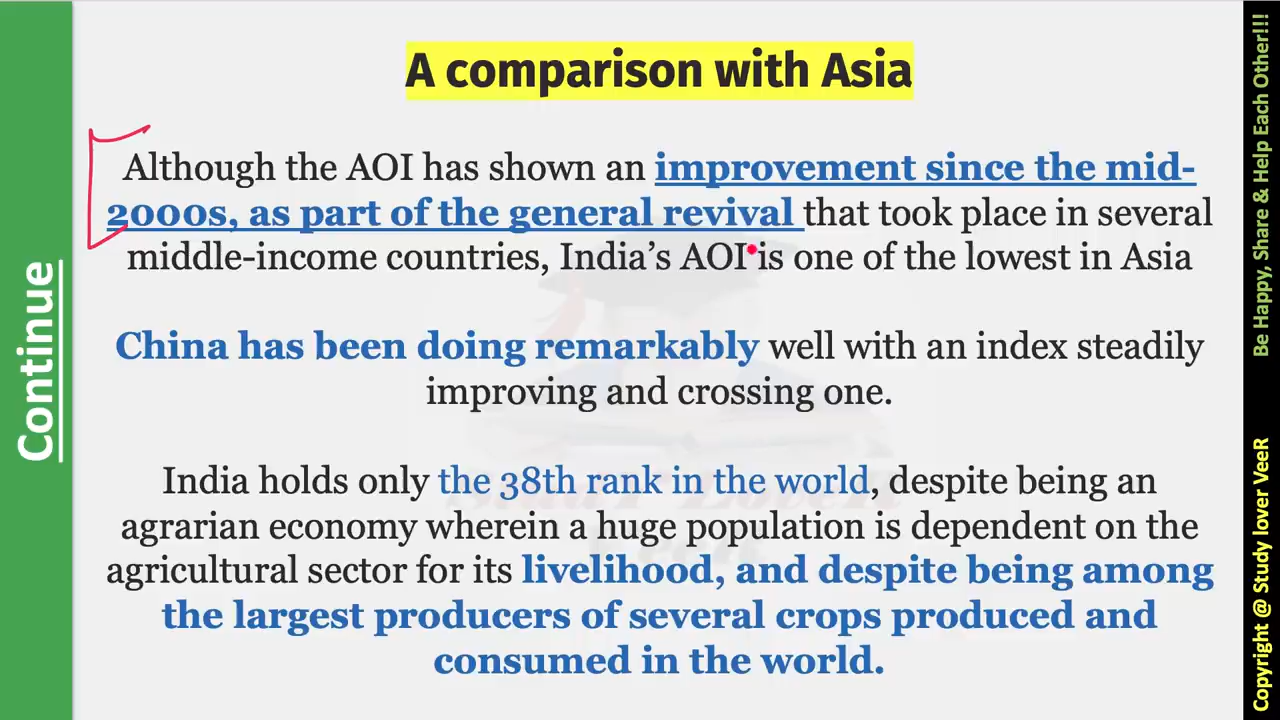 A comparison with Asia
Although the AOI has shown an improvement since the mid-
2000s, as part of the general revival that took place in several
middle-income countries, India’s AOI is one of the lowest in Asia
China has been doing remarkably well with an index steadily
improving and crossing one.
India holds only the 38th rank in the world, despite being an
agrarian economy wherein a huge population is dependent on the
agricultural sector for its livelihood, and despite being among
the largest producers of several crops produced and
consumed in the world.
Continue
Be Happy, Share & Help Each Other!!!
Copyright @ Study lover VeeR